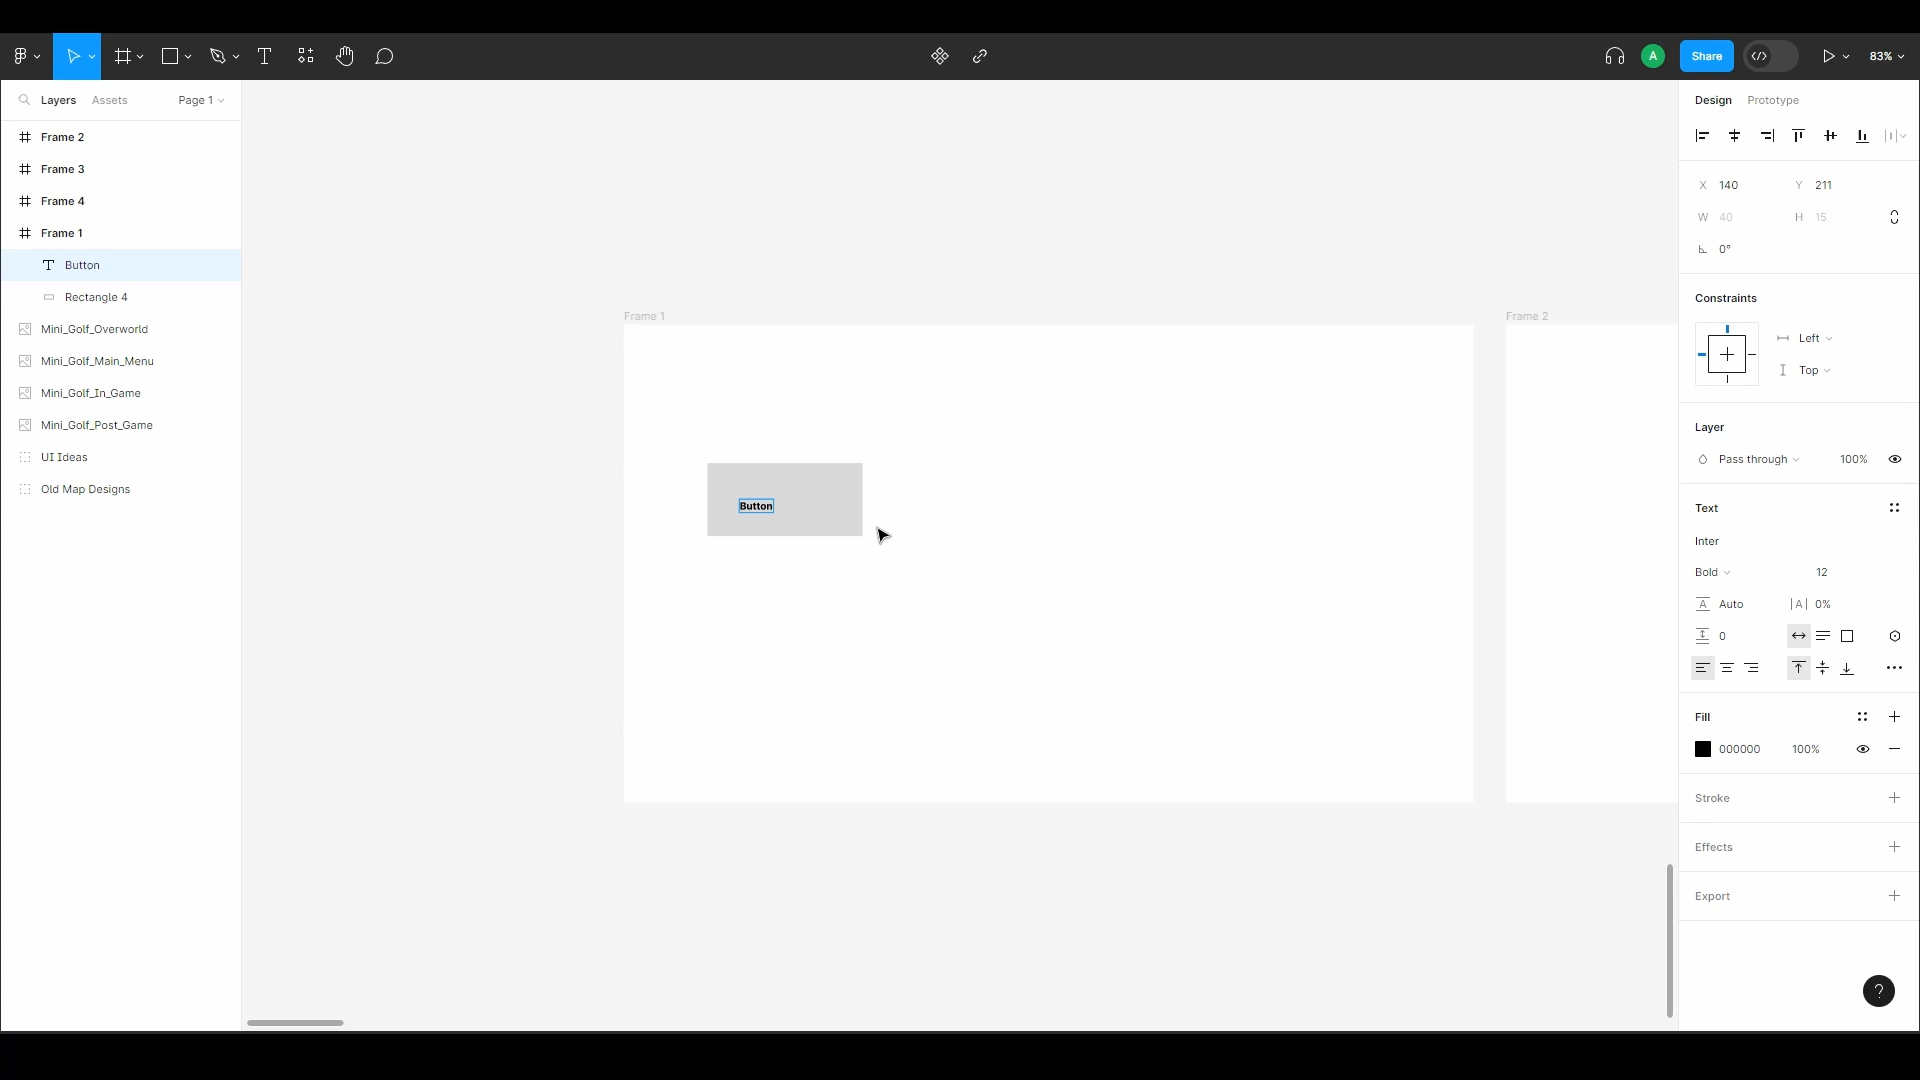 A
Share
83%
Layers
Assets
Page 1
Frame 2
Frame 3
Frame 4
Frame 1
Button
Rectangle 4
Mini_Golf_Overworld
Mini_Golf_Main_Menu
Mini_Golf_In_Game
Mini_Golf_Post_Game
UI Ideas
Old Map Designs
Frame 1
Button
Frame 2
Design
Prototype
X 140 Y 211
W 40 H 15
0°
Constraints
Left
Top
Layer
Pass through 100%
Text
Inter
Bold 12
A Auto |A| 0%
0
Fill
000000 100%
Stroke
Effects
Export
?